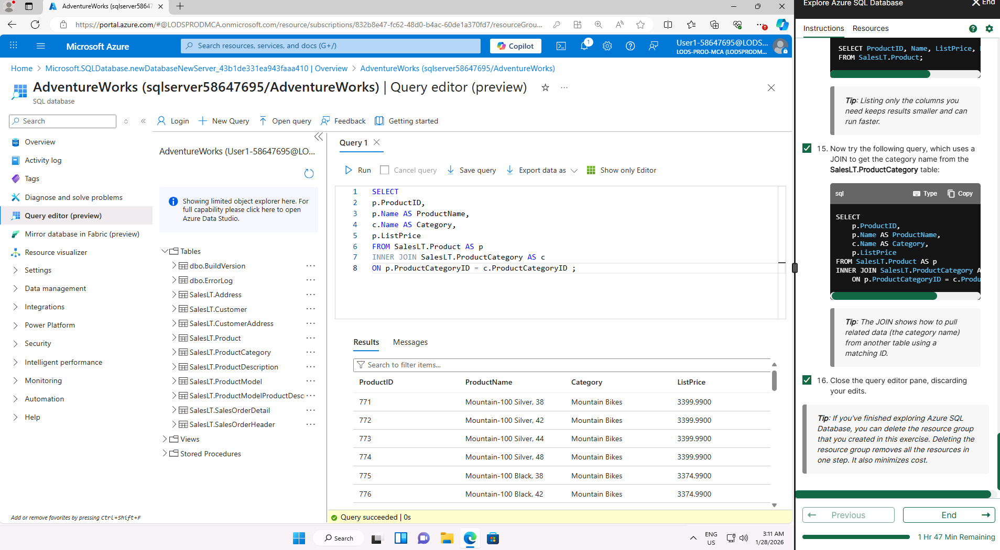 AdventureWorks (sqlserver58647
https://portal.azure.com/#@LODSPRODMCA.onmicrosoft.com/resource/subscriptions/832b8e47-fc62-48d0-b4ac-60de1a370fd7/resourceGrou...
Microsoft Azure
Search resources, services, and docs (G+/)
Copilot
1
User1-58647695@LODS...
LODS-PROD-MCA (LODSPRODM...
Home > Microsoft.SQLDatabase.newDatabaseNewServer_43b1de331ea943faaa410 | Overview > AdventureWorks (sqlserver58647695/AdventureWorks)
AdventureWorks (sqlserver58647695/AdventureWorks) | Query editor (preview)
SQL database
Search
Login
New Query
Open query
Feedback
Getting started
Overview
Activity log
Tags
Diagnose and solve problems
Query editor (preview)
Mirror database in Fabric (preview)
Resource visualizer
Settings
Data management
Integrations
Power Platform
Security
Intelligent performance
Monitoring
Automation
Help
Add or remove favorites by pressing Ctrl+Shift+F
AdventureWorks (User1-58647695@LO...
Showing limited object explorer here. For
full capability please click here to open
Azure Data Studio.
Tables
dbo.BuildVersion
dbo.ErrorLog
SalesLT.Address
SalesLT.Customer
SalesLT.CustomerAddress
SalesLT.Product
SalesLT.ProductCategory
SalesLT.ProductDescription
SalesLT.ProductModel
SalesLT.ProductModelProductDesc
SalesLT.SalesOrderDetail
SalesLT.SalesOrderHeader
Views
Stored Procedures
Query 1
Run
Cancel query
Save query
Export data as
Show only Editor
1 SELECT
2 p.ProductID,
3 p.Name AS ProductName,
4 c.Name AS Category,
5 p.ListPrice
6 FROM SalesLT.Product AS p
7 INNER JOIN SalesLT.ProductCategory AS c
8 ON p.ProductCategoryID = c.ProductCategoryID ;
Results Messages
Search to filter items...
ProductID ProductName Category ListPrice
771 Mountain-100 Silver, 38 Mountain Bikes 3399.9900
772 Mountain-100 Silver, 42 Mountain Bikes 3399.9900
773 Mountain-100 Silver, 44 Mountain Bikes 3399.9900
774 Mountain-100 Silver, 48 Mountain Bikes 3399.9900
775 Mountain-100 Black, 38 Mountain Bikes 3374.9900
776 Mountain-100 Black, 42 Mountain Bikes 3374.9900
Query succeeded | 0s
Search
ENG
US
3:11 AM
1/28/2026
Explore Azure SQL Database
End
Instructions Resources
SELECT ProductID, Name, ListPrice,
FROM SalesLT.Product;
Tip: Listing only the columns you
need keeps results smaller and can
run faster.
15. Now try the following query, which uses a
JOIN to get the category name from the
SalesLT.ProductCategory table:
sql Type Copy
SELECT
p.ProductID,
p.Name AS ProductName,
c.Name AS Category,
p.ListPrice
FROM SalesLT.Product AS p
INNER JOIN SalesLT.ProductCategory A
ON p.ProductCategoryID = c.Produ
Tip: The JOIN shows how to pull
related data (the category name)
from another table using a
matching ID.
16. Close the query editor pane, discarding
your edits.
Tip: If you've finished exploring Azure SQL
Database, you can delete the resource group
that you created in this exercise. Deleting the
resource group removes all the resources in
one step. It also minimizes cost.
Previous
End
1 Hr 47 Min Remaining